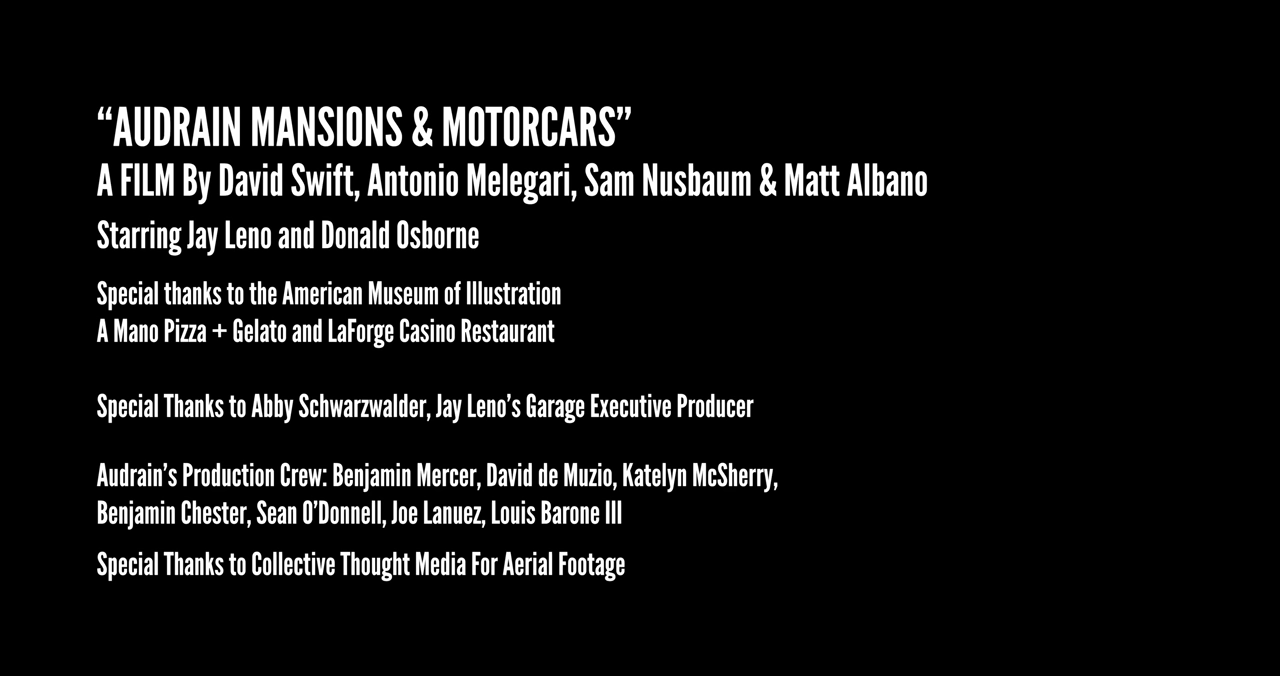 “AUDRAIN MANSIONS & MOTORCARS”
A FILM By David Swift, Antonio Melegari, Sam Nusbaum & Matt Albano
Starring Jay Leno and Donald Osborne
Special thanks to the American Museum of Illustration
A Mano Pizza + Gelato and LaForge Casino Restaurant
Special Thanks to Abby Schwarzwalder, Jay Leno’s Garage Executive Producer
Audrain’s Production Crew: Benjamin Mercer, David de Muzio, Katelyn McSherry,
Benjamin Chester, Sean O’Donnell, Joe Lanuez, Louis Barone III
Special Thanks to Collective Thought Media For Aerial Footage